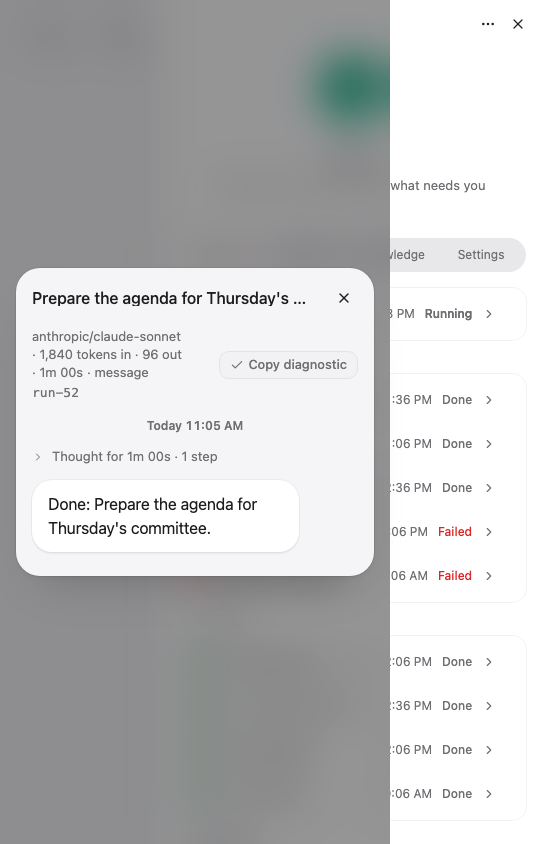 what needs you
Settings
PM Running
Prepare the agenda for Thursday's ...
anthropic/claude-sonnet
· 1,840 tokens in · 96 out
· 1m 00s · message
run-52
Copy diagnostic
Today 11:05 AM
Thought for 1m 00s · 1 step
Done: Prepare the agenda for
Thursday's committee.
:36 PM Done
:06 PM Done
:36 PM Done
:06 PM Failed
:06 AM Failed
:06 PM Done
:36 PM Done
:06 PM Done
:06 AM Done